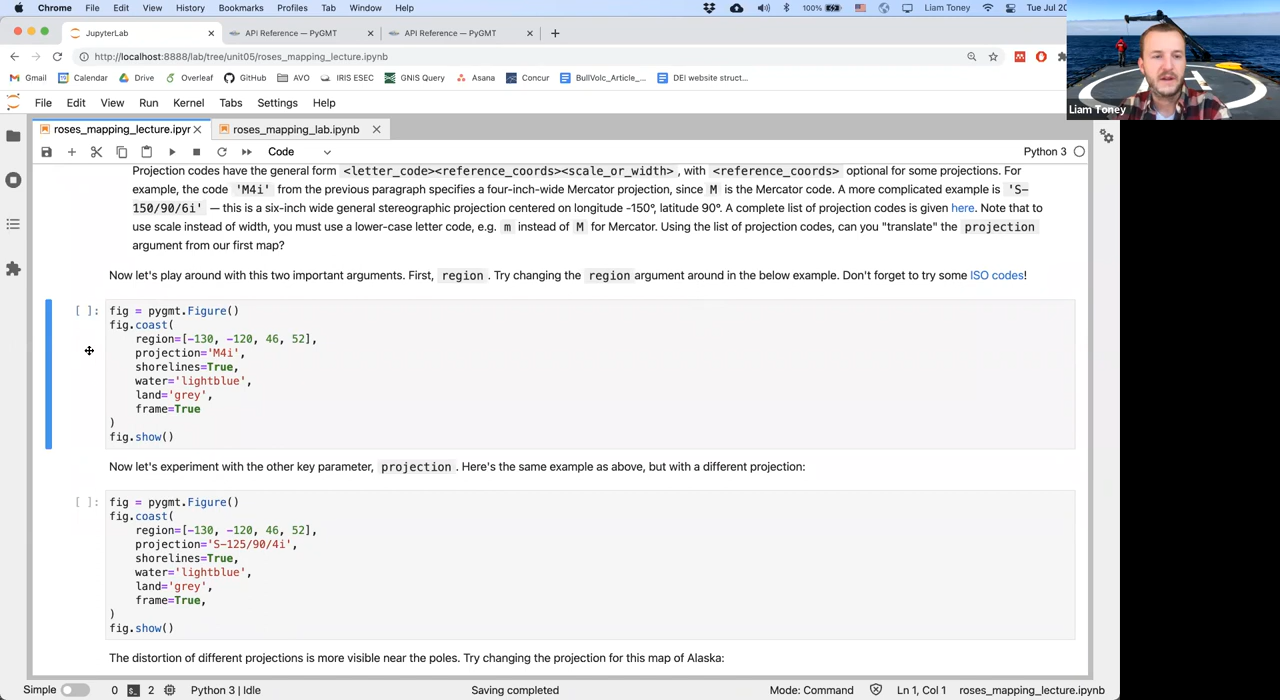 Chrome File Edit View History Bookmarks Profiles Tab Window Help 100% Liam Toney Tue Jul 20
JupyterLab API Reference — PyGMT API Reference — PyGMT
http://localhost:8888/lab/tree/unit05/roses_mapping_lecture.ipynb
Gmail Calendar Drive Overleaf GitHub AVO IRIS ESEC GNIS Query Asana Concur BullVolc_Article_... DEI website struct...
Liam Toney
File Edit View Run Kernel Tabs Settings Help
roses_mapping_lecture.ipyr roses_mapping_lab.ipynb
Code Python 3
Projection codes have the general form <letter_code><reference_coords><scale_or_width> , with <reference_coords> optional for some projections. For
example, the code 'M4i' from the previous paragraph specifies a four-inch-wide Mercator projection, since M is the Mercator code. A more complicated example is 'S-
150/90/6i' — this is a six-inch wide general stereographic projection centered on longitude -150°, latitude 90°. A complete list of projection codes is given here. Note that to
use scale instead of width, you must use a lower-case letter code, e.g. m instead of M for Mercator. Using the list of projection codes, can you "translate" the projection
argument from our first map?
Now let's play around with this two important arguments. First, region . Try changing the region argument around in the below example. Don't forget to try some ISO codes!
[ ]: fig = pygmt.Figure()
fig.coast(
region=[-130, -120, 46, 52],
projection='M4i',
shorelines=True,
water='lightblue',
land='grey',
frame=True
)
fig.show()
Now let's experiment with the other key parameter, projection . Here's the same example as above, but with a different projection:
[ ]: fig = pygmt.Figure()
fig.coast(
region=[-130, -120, 46, 52],
projection='S-125/90/4i',
shorelines=True,
water='lightblue',
land='grey',
frame=True,
)
fig.show()
The distortion of different projections is more visible near the poles. Try changing the projection for this map of Alaska:
Simple 0 2 Python 3 | Idle Saving completed Mode: Command Ln 1, Col 1 roses_mapping_lecture.ipynb